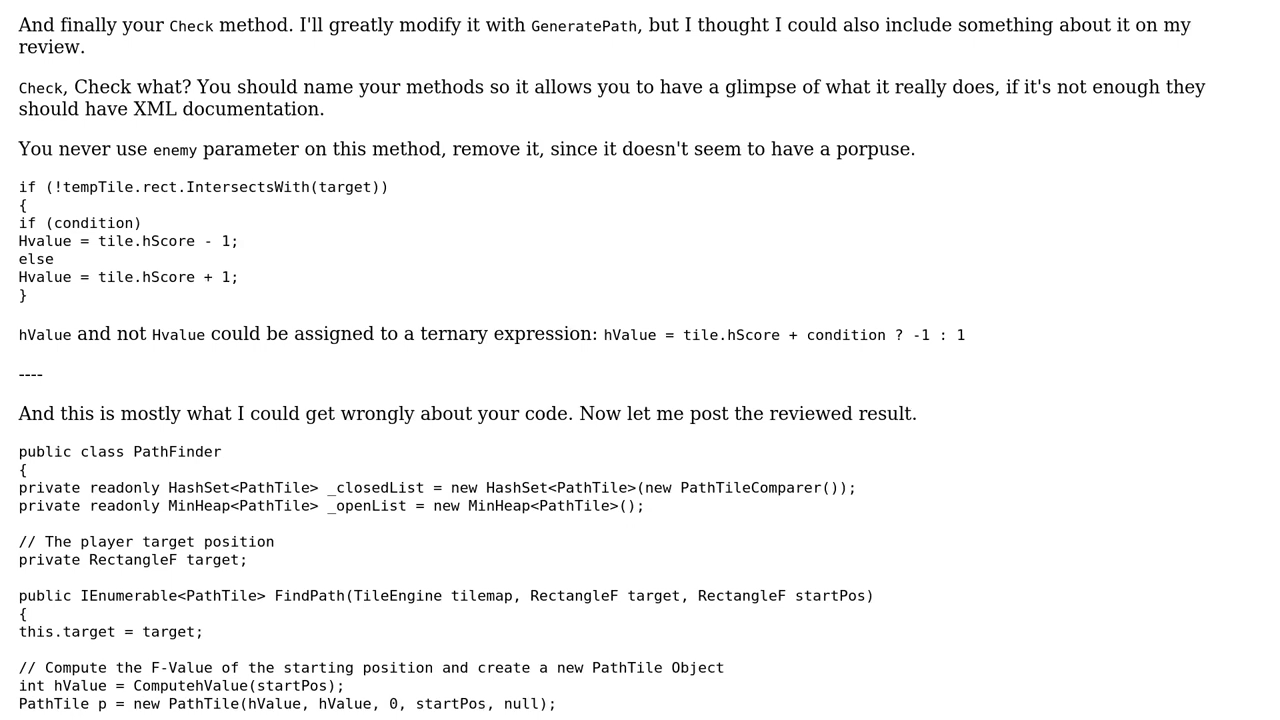 And finally your Check method. I'll greatly modify it with GeneratePath, but I thought I could also include something about it on my
review.
Check, Check what? You should name your methods so it allows you to have a glimpse of what it really does, if it's not enough they
should have XML documentation.
You never use enemy parameter on this method, remove it, since it doesn't seem to have a porpuse.
if (!tempTile.rect.IntersectsWith(target))
{
if (condition)
Hvalue = tile.hScore - 1;
else
Hvalue = tile.hScore + 1;
}
hValue and not Hvalue could be assigned to a ternary expression: hValue = tile.hScore + condition ? -1 : 1
----
And this is mostly what I could get wrongly about your code. Now let me post the reviewed result.
public class PathFinder
{
private readonly HashSet<PathTile> _closedList = new HashSet<PathTile>(new PathTileComparer());
private readonly MinHeap<PathTile> _openList = new MinHeap<PathTile>();
// The player target position
private RectangleF target;
public IEnumerable<PathTile> FindPath(TileEngine tilemap, RectangleF target, RectangleF startPos)
{
this.target = target;
// Compute the F-Value of the starting position and create a new PathTile Object
int hValue = ComputehValue(startPos);
PathTile p = new PathTile(hValue, hValue, 0, startPos, null);